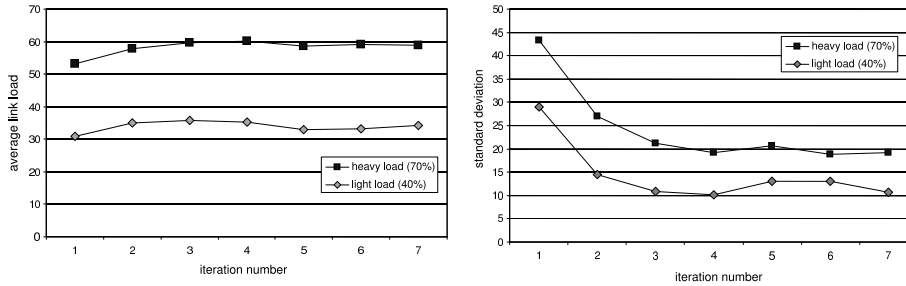 70
60
50
40
30
20
10
0
average link load
heavy load (70%)
light load (40%)
1 2 3 4 5 6 7
iteration number
50
45
40
35
30
25
20
15
10
5
0
standard deviation
heavy load (70%)
light load (40%)
1 2 3 4 5 6 7
iteration number